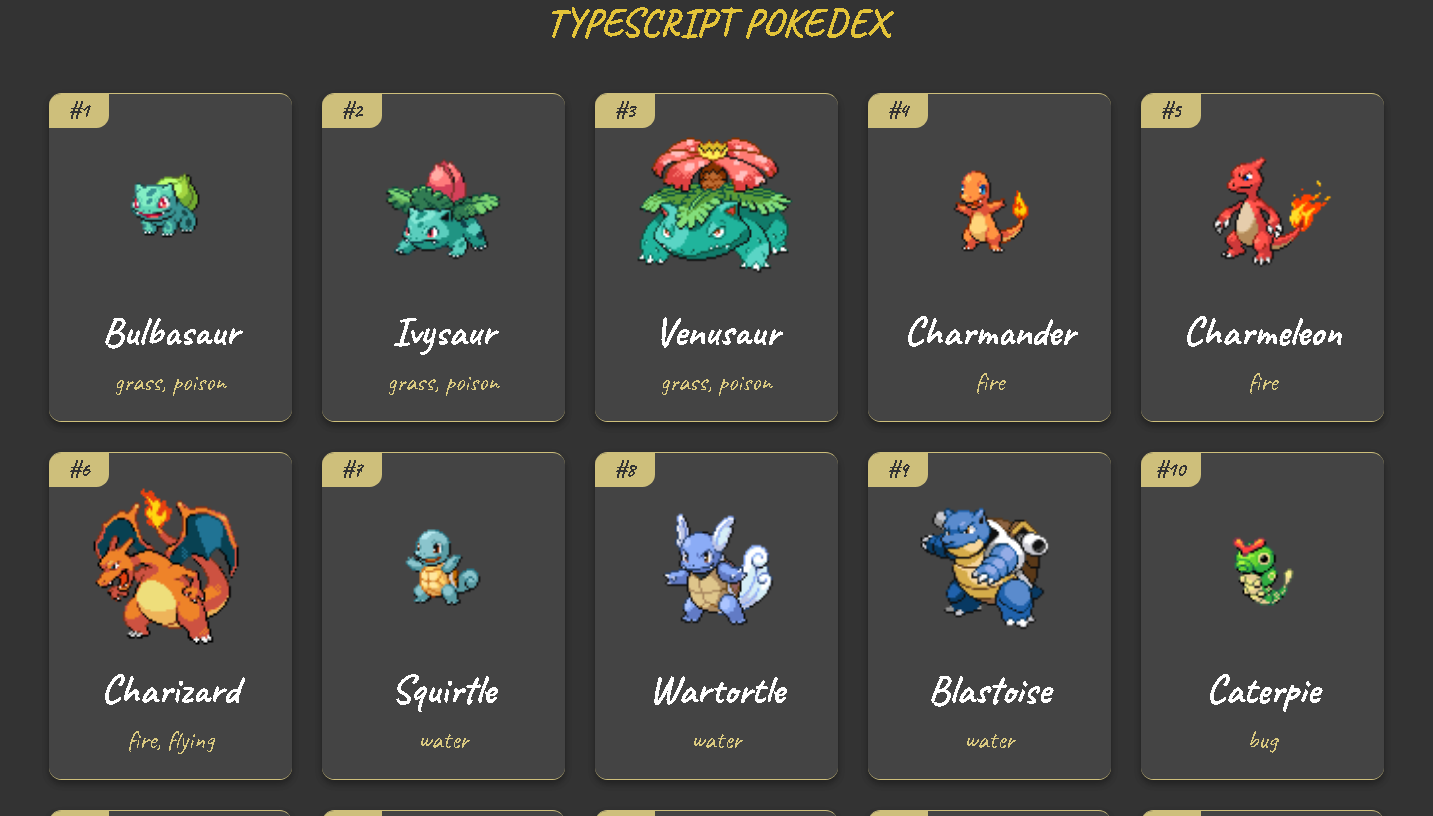 TYPESCRIPT POKEDEX
#1
Bulbasaur
grass, poison
#2
Ivysaur
grass, poison
#3
Venusaur
grass, poison
#4
Charmander
fire
#5
Charmeleon
fire
#6
Charizard
fire, flying
#7
Squirtle
water
#8
Wartortle
water
#9
Blastoise
water
#10
Caterpie
bug